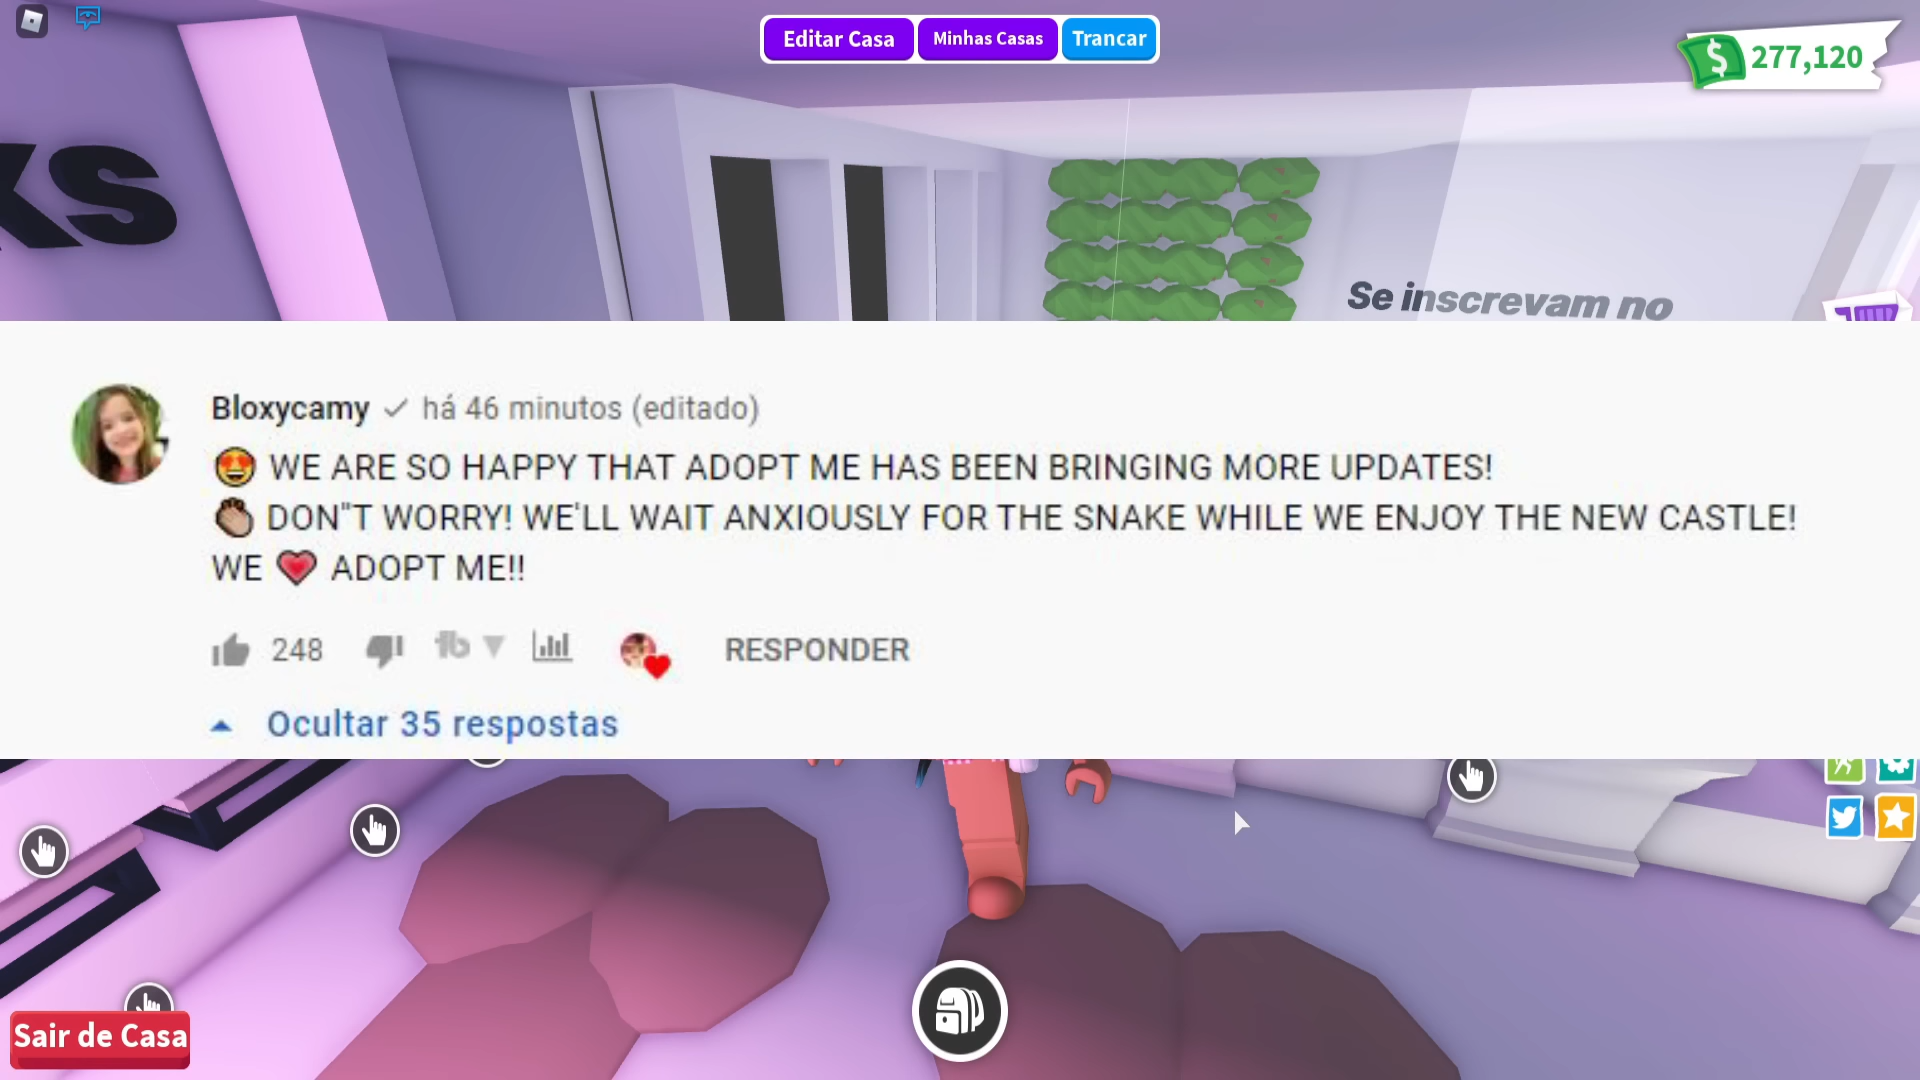 Editar Casa
Minhas Casas
Trancar
277,120
ks
Se inscrevam no
Bloxycamy ✓ há 46 minutos (editado)
😍 WE ARE SO HAPPY THAT ADOPT ME HAS BEEN BRINGING MORE UPDATES!
👏 DON"T WORRY! WE'LL WAIT ANXIOUSLY FOR THE SNAKE WHILE WE ENJOY THE NEW CASTLE!
WE ❤️ ADOPT ME!!
248
RESPONDER
Ocultar 35 respostas
Sair de Casa